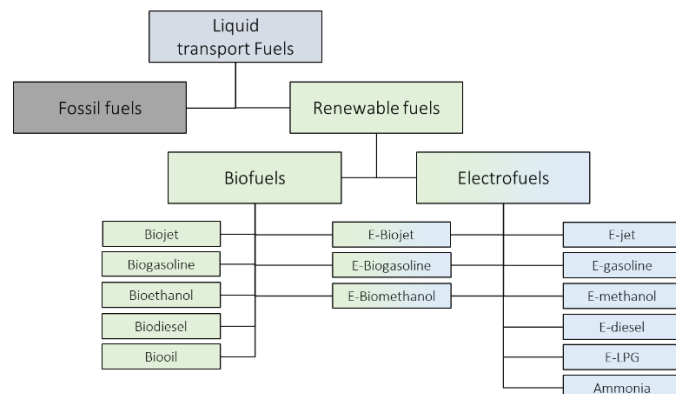 Liquid
transport Fuels
Fossil fuels
Renewable fuels
Biofuels
Electrofuels
Biojet
E-Biojet
E-jet
Biogasoline
E-Biogasoline
E-gasoline
Bioethanol
E-Biomethanol
E-methanol
Biodiesel
E-diesel
Biooil
E-LPG
Ammonia